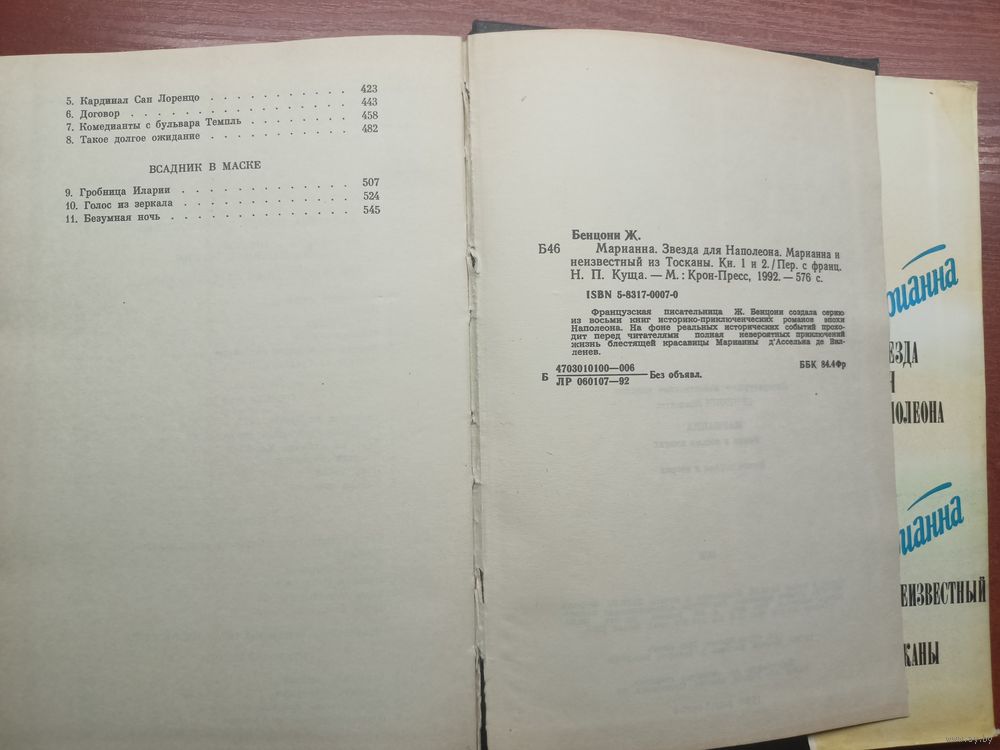 5. Кардинал Сан Лоренцо . . . . . . . . . . . 423
6. Договор . . . . . . . . . . . . . . . 443
7. Комедианты с бульвара Темпль . . . . . . . . 458
8. Такое долгое ожидание . . . . . . . . . . . 482
ВСАДНИК В МАСКЕ
9. Гробница Иларии . . . . . . . . . . . . . 507
10. Голос из зеркала . . . . . . . . . . . . . 524
11. Безумная ночь . . . . . . . . . . . . . . 545
Бенцони Ж.
Б46 Марианна. Звезда для Наполеона. Марианна и
неизвестный из Тосканы. Кн. 1 и 2./Пер. с франц.
Н. П. Куща. — М.: Крон-Пресс, 1992. — 576 с.
ISBN 5-8317-0007-0
Французская писательница Ж. Бенцони создала серию
из восьми книг историко-приключенческих романов эпохи
Наполеона. На фоне реальных исторических событий прохо-
дит перед читателями полная невероятных приключений
жизнь блестящей красавицы Марианны д'Ассельна де Вил-
ленев.
ББК 84.4Фр
Б 4703010100—006 Без объявл.
ЛР 060107—92
рианна
ЕЗДА
Я
ПОЛЕОНА
рианна
ЕИЗВЕСТНЫЙ
КАНЫ